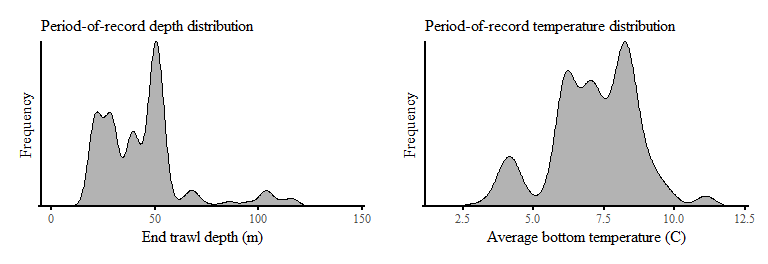 Period-of-record depth distribution
Frequency
0 50 100 150
End trawl depth (m)
Period-of-record temperature distribution
Frequency
2.5 5.0 7.5 10.0 12.5
Average bottom temperature (C)